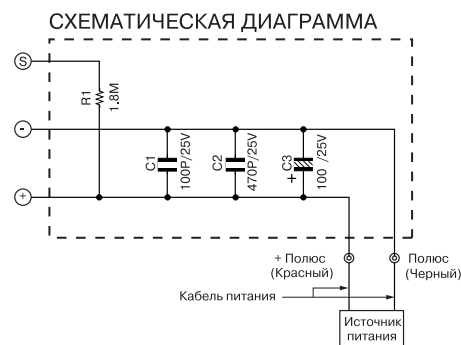 СХЕМАТИЧЕСКАЯ ДИАГРАММА
S
R1
1.8M
-
C1
100P/25V
C2
470P/25V
C3
100 /25V
+
+
+ Полюс
(Красный)
Полюс
(Черный)
Кабель питания
Источник
питания